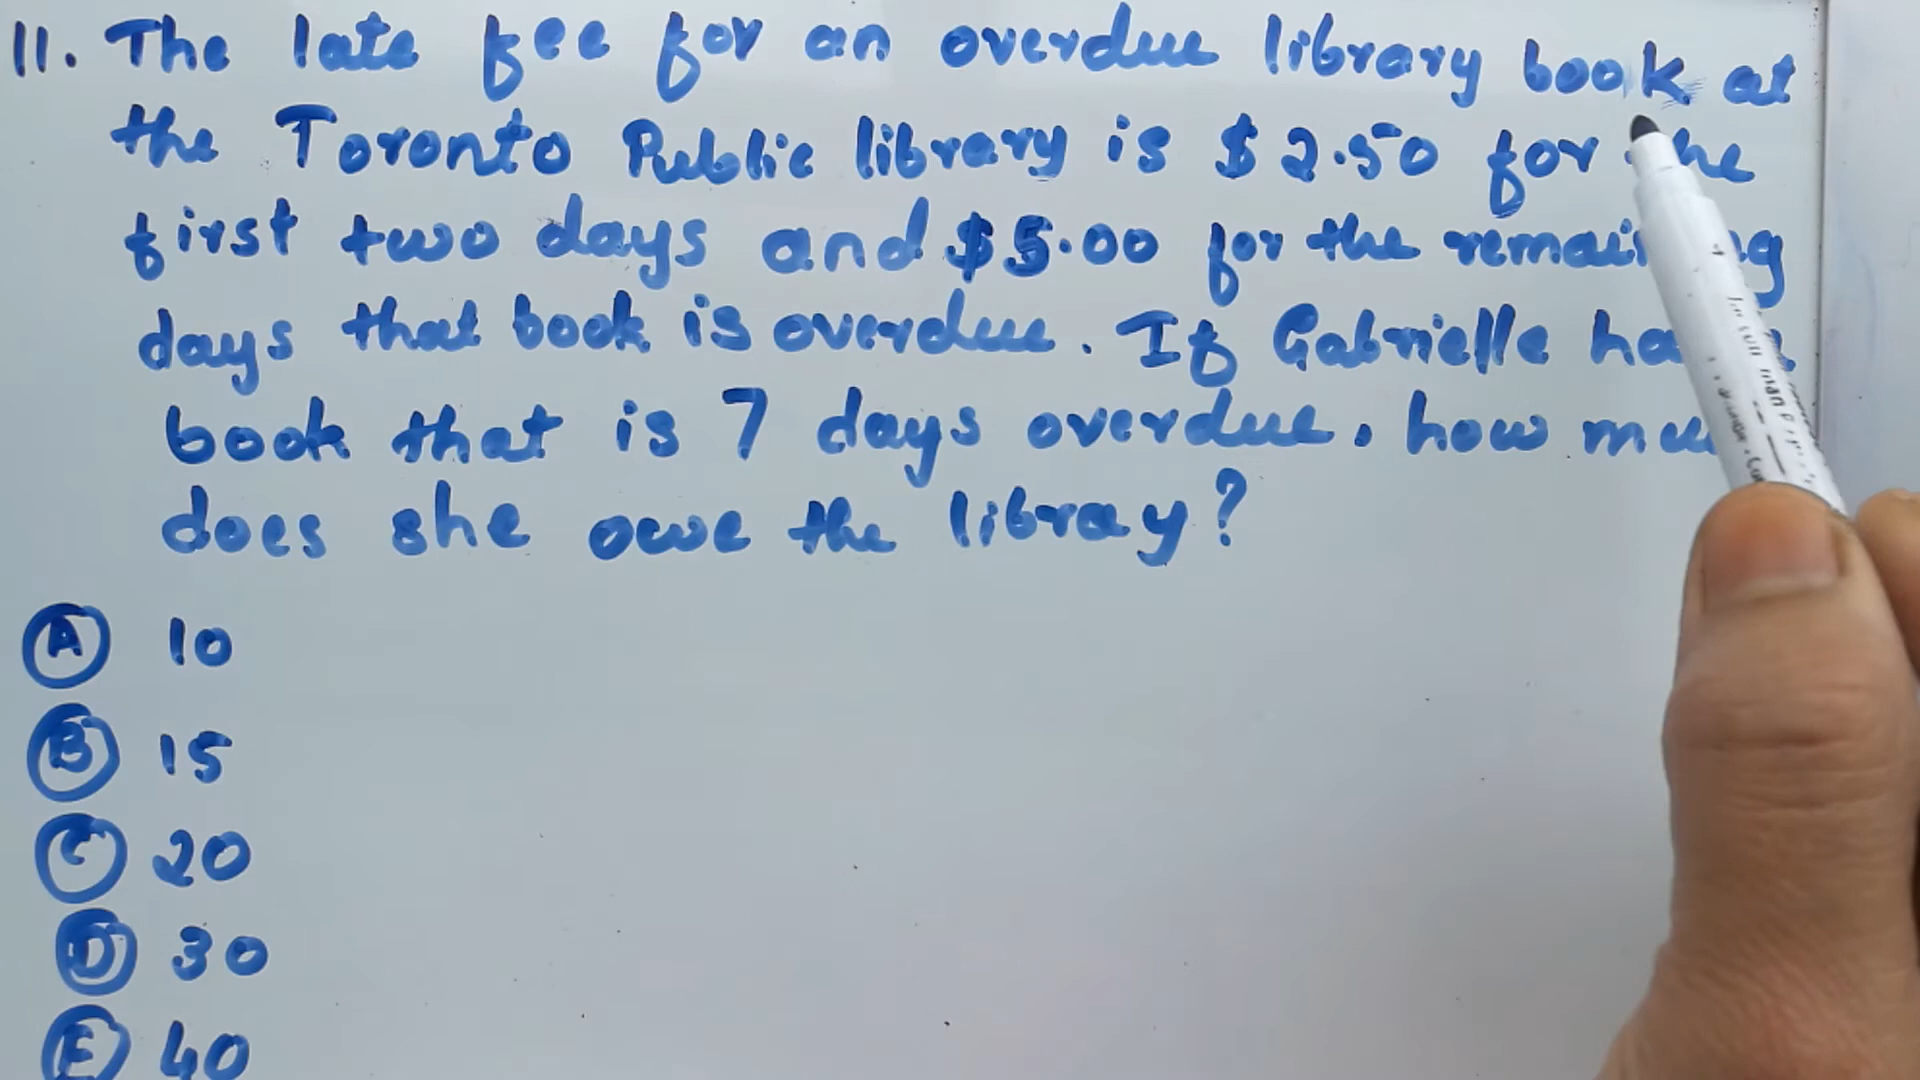 11. The late fee for an overdue library book at
the Toronto Public library is $2.50 for
first two days and $5.00 for the
days that book is overdue. If Gabrielle
book that is 7 days overdue. how
does she owe the library?
A 10
B 15
C 20
D 30
E 40